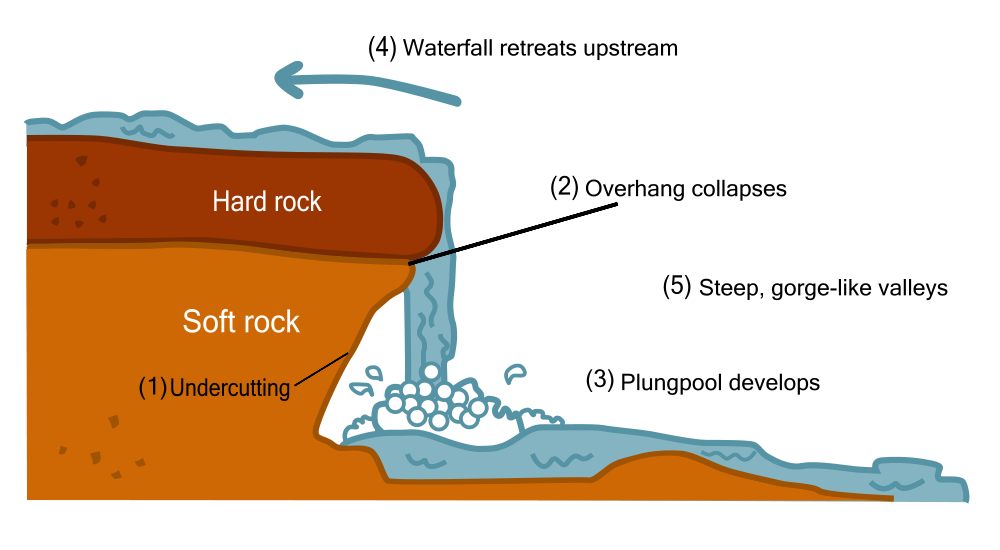 (4) Waterfall retreats upstream
(2) Overhang collapses
Hard rock
(5) Steep, gorge-like valleys
Soft rock
(3) Plungpool develops
(1) Undercutting